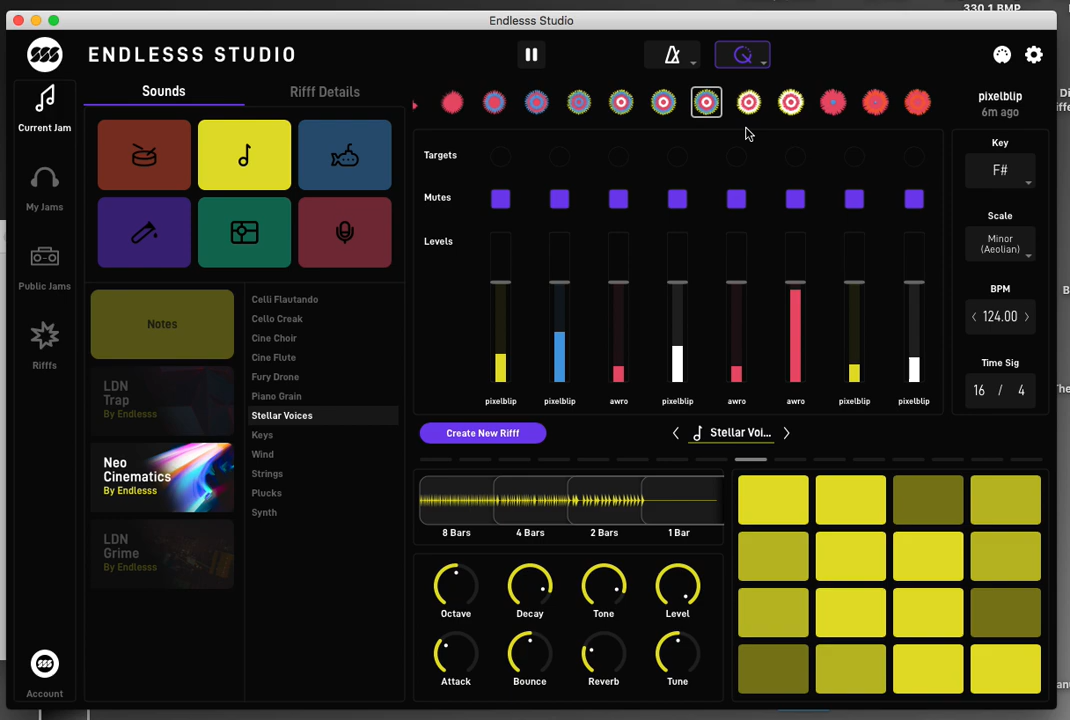 330 1 BMP
Endlesss Studio
ENDLESSS STUDIO
Current Jam
My Jams
Public Jams
Rifffs
Account
Sounds
Rifff Details
Notes
LDN
Trap
By Endlesss
Neo
Cinematics
By Endlesss
LDN
Grime
By Endlesss
Celli Flautando
Cello Creak
Cine Choir
Cine Flute
Fury Drone
Piano Grain
Stellar Voices
Keys
Wind
Strings
Plucks
Synth
pixelblip
6m ago
Targets
Mutes
Levels
pixelblip pixelblip awro pixelblip awro awro pixelblip pixelblip
Key
F#
Scale
Minor
(Aeolian)
BPM
< 124.00 >
Time Sig
16 / 4
Create New Rifff
< Stellar Voi... >
8 Bars 4 Bars 2 Bars 1 Bar
Octave Decay Tone Level
Attack Bounce Reverb Tune